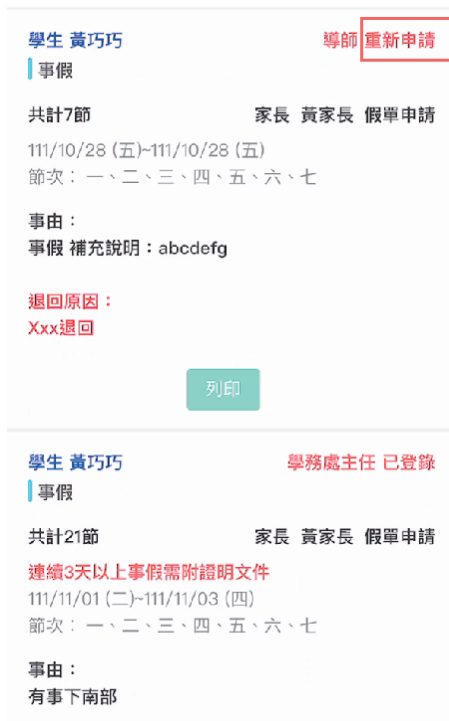 學生 黃巧巧 導師 重新申請
事假
共計7節 家長 黃家長 假單申請
111/10/28 (五)~111/10/28 (五)
節次：一、二、三、四、五、六、七
事由：
事假 補充說明：abcdefg
退回原因：
Xxx退回
列印
學生 黃巧巧 學務處主任 已登錄
事假
共計21節 家長 黃家長 假單申請
連續3天以上事假需附證明文件
111/11/01 (二)~111/11/03 (四)
節次：一、二、三、四、五、六、七
事由：
有事下南部